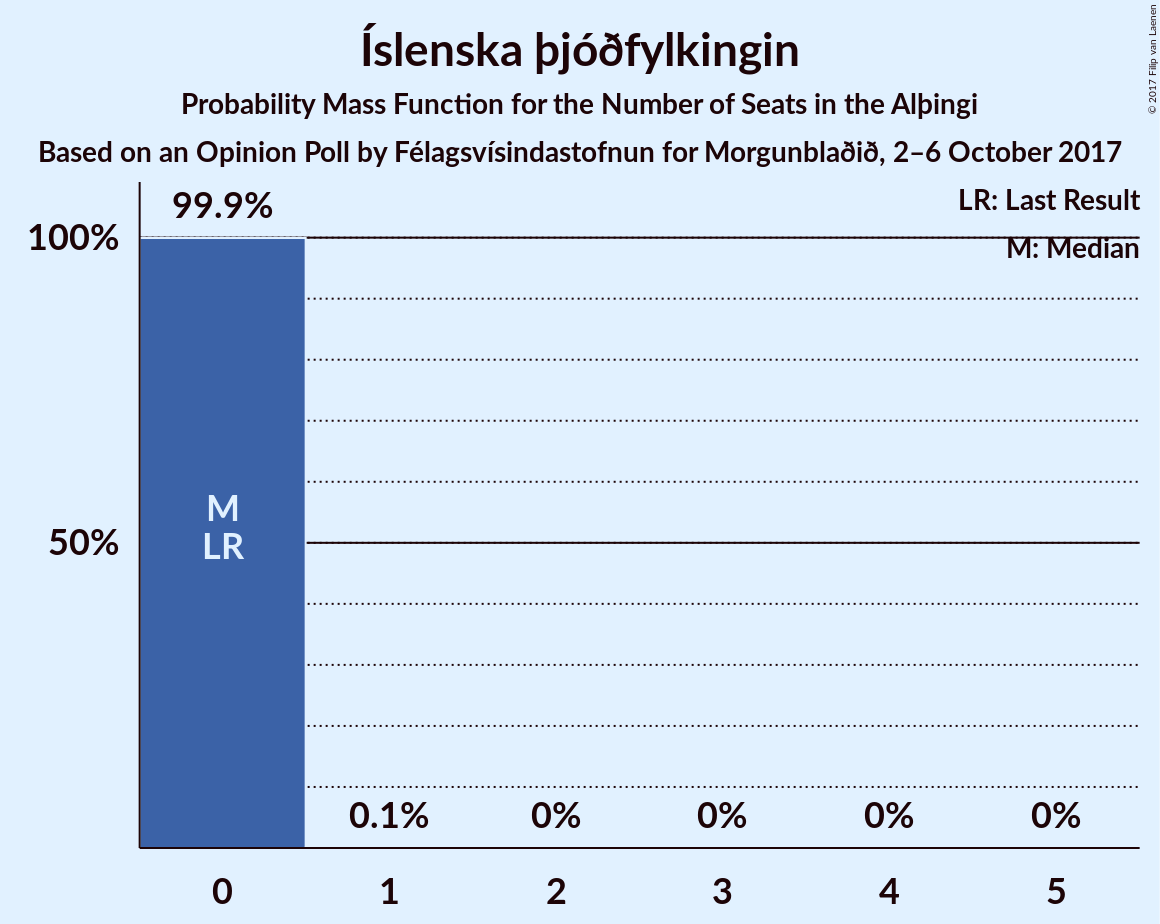 Íslenska þjóðfylkingin
Probability Mass Function for the Number of Seats in the Alþingi
Based on an Opinion Poll by Félagsvísindastofnun for Morgunblaðið, 2–6 October 2017
© 2017 Filip van Laenen
LR: Last Result
M: Median
99.9%
100%
50%
M
LR
0.1%
0%
0%
0%
0%
0 1 2 3 4 5